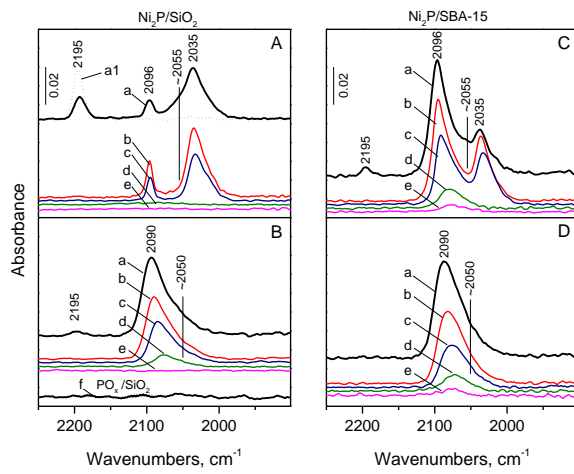 Ni₂P/SiO₂
Ni₂P/SBA-15
Absorbance
A
0.02
2195
a1
a
2096
~2055
2035
b
c
d
e
B
2090
a
b
c
d
e
~2050
2195
f POₓ/SiO₂
2200 2100 2000
Wavenumbers, cm⁻¹
C
0.02
2096
a
b
c
d
e
~2055
2035
2195
D
2090
a
b
c
d
e
~2050
2200 2100 2000
Wavenumbers, cm⁻¹